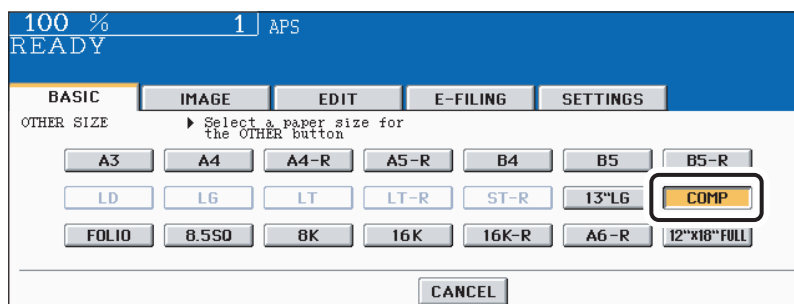 100 % 1 APS
READY
BASIC IMAGE EDIT E-FILING SETTINGS
OTHER SIZE ▶ Select a paper size for
the OTHER button
A3 A4 A4-R A5-R B4 B5 B5-R
LD LG LT LT-R ST-R 13"LG COMP
FOLIO 8.5SQ 8K 16K 16K-R A6-R 12"x18"FULL
CANCEL